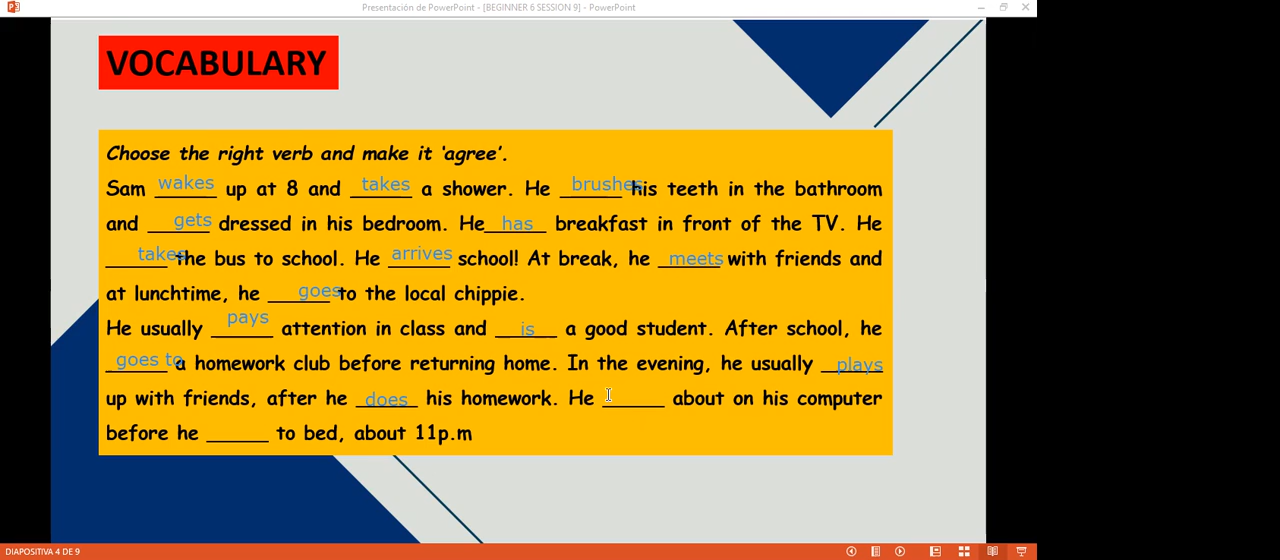 Presentación de PowerPoint - [BEGINNER 6 SESSION 9] - PowerPoint
VOCABULARY
Choose the right verb and make it ‘agree’.
Sam wakes up at 8 and takes a shower. He brushes his teeth in the bathroom
and gets dressed in his bedroom. He has breakfast in front of the TV. He
takes the bus to school. He arrives school! At break, he meets with friends and
at lunchtime, he goes to the local chippie.
He usually pays attention in class and is a good student. After school, he
goes to a homework club before returning home. In the evening, he usually plays
up with friends, after he does his homework. He ______ about on his computer
before he ______ to bed, about 11p.m
DIAPOSITIVA 4 DE 9